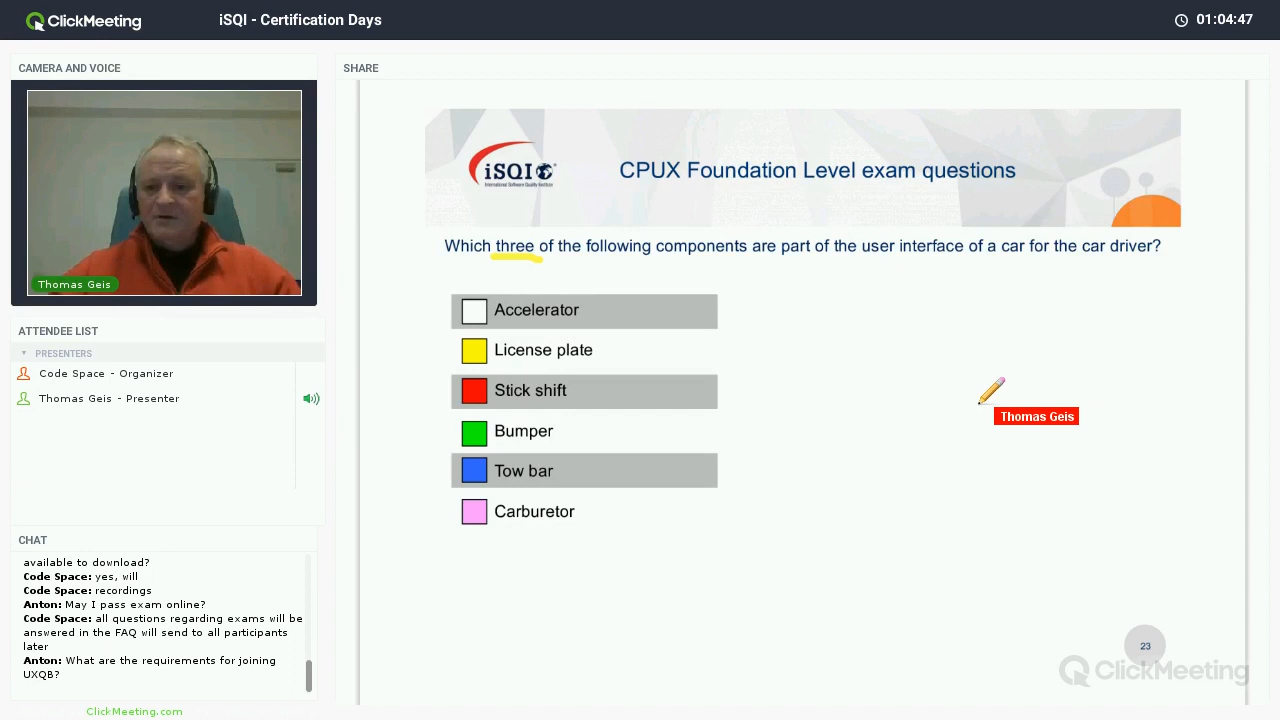 ClickMeeting
iSQI - Certification Days
01:04:47
CAMERA AND VOICE
Thomas Geis
ATTENDEE LIST
PRESENTERS
Code Space - Organizer
Thomas Geis - Presenter
CHAT
available to download?
Code Space: yes, will
Code Space: recordings
Anton: May I pass exam online?
Code Space: all questions regarding exams will be
answered in the FAQ will send to all participants
later
Anton: What are the requirements for joining
UXQB?
ClickMeeting.com
SHARE
iSQI
International Software Quality Institute
CPUX Foundation Level exam questions
Which three of the following components are part of the user interface of a car for the car driver?
Accelerator
License plate
Stick shift
Bumper
Tow bar
Carburetor
Thomas Geis
23
ClickMeeting